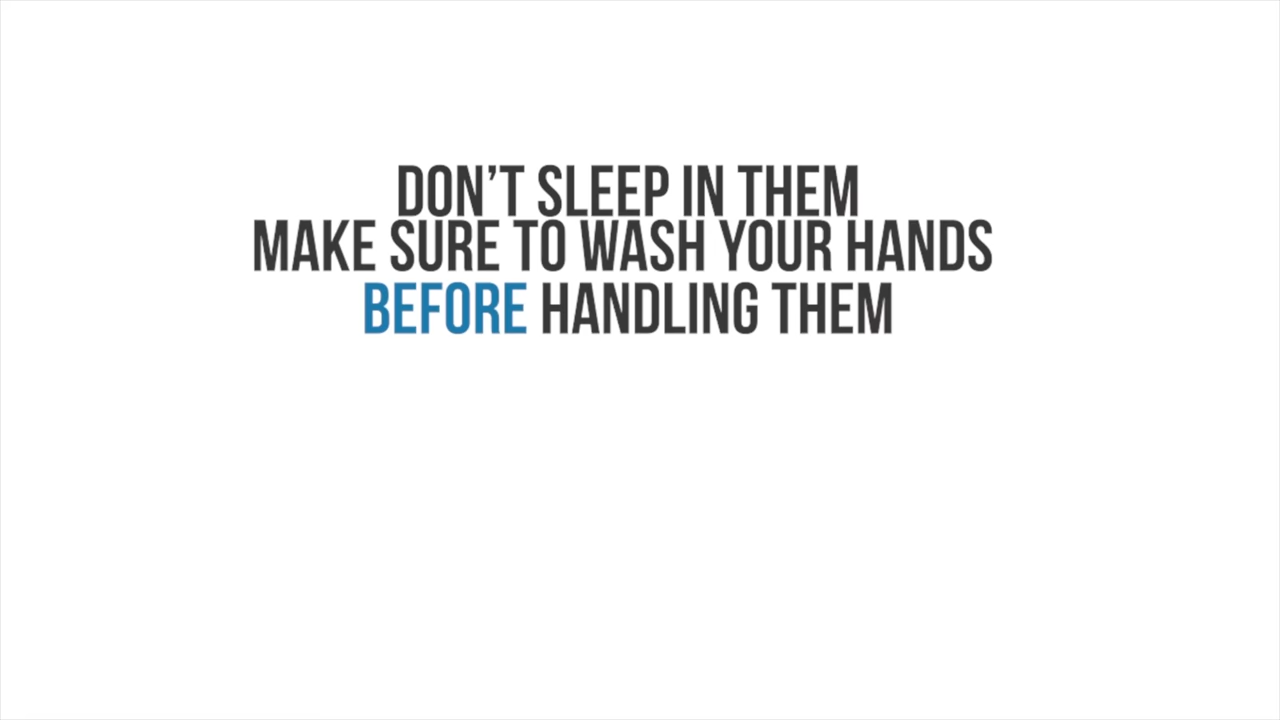 DON'T SLEEP IN THEM
MAKE SURE TO WASH YOUR HANDS
BEFORE HANDLING THEM